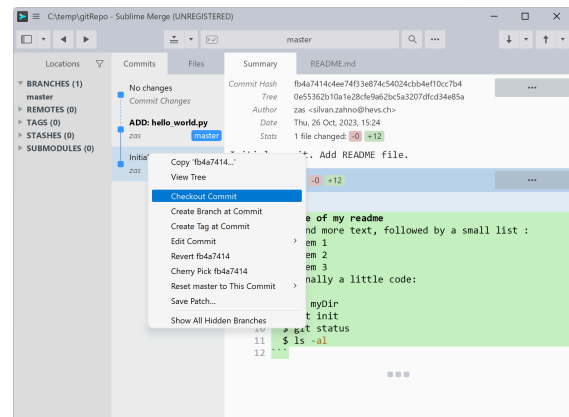 C:\temp\gitRepo - Sublime Merge (UNREGISTERED)
master
Locations
Commits
Files
Summary
README.md
BRANCHES (1)
master
REMOTES (0)
TAGS (0)
STASHES (0)
SUBMODULES (0)
No changes
Commit Changes
ADD: hello_world.py
zas
master
Initia
zas
Commit Hash fb4a7414c4ee74f33e874c54024cbb4ef10cc7b4
Tree 0e55362b10a1e28cfe9a62bc5a3207dfcd34e85a
Author zas <silvan.zahno@hevs.ch>
Date Thu, 26 Oct, 2023, 15:24
Stats 1 file changed: -0 +12
it. Add README file.
-0 +12
Copy 'fb4a7414...'
View Tree
Checkout Commit
Create Branch at Commit
Create Tag at Commit
Edit Commit
Revert fb4a7414
Cherry Pick fb4a7414
Reset master to This Commit
Save Patch...
Show All Hidden Branches
e of my readme
nd more text, followed by a small list :
em 1
em 2
em 3
nally a little code:
myDir
t init
10 $ git status
11 $ ls -al
12 ```